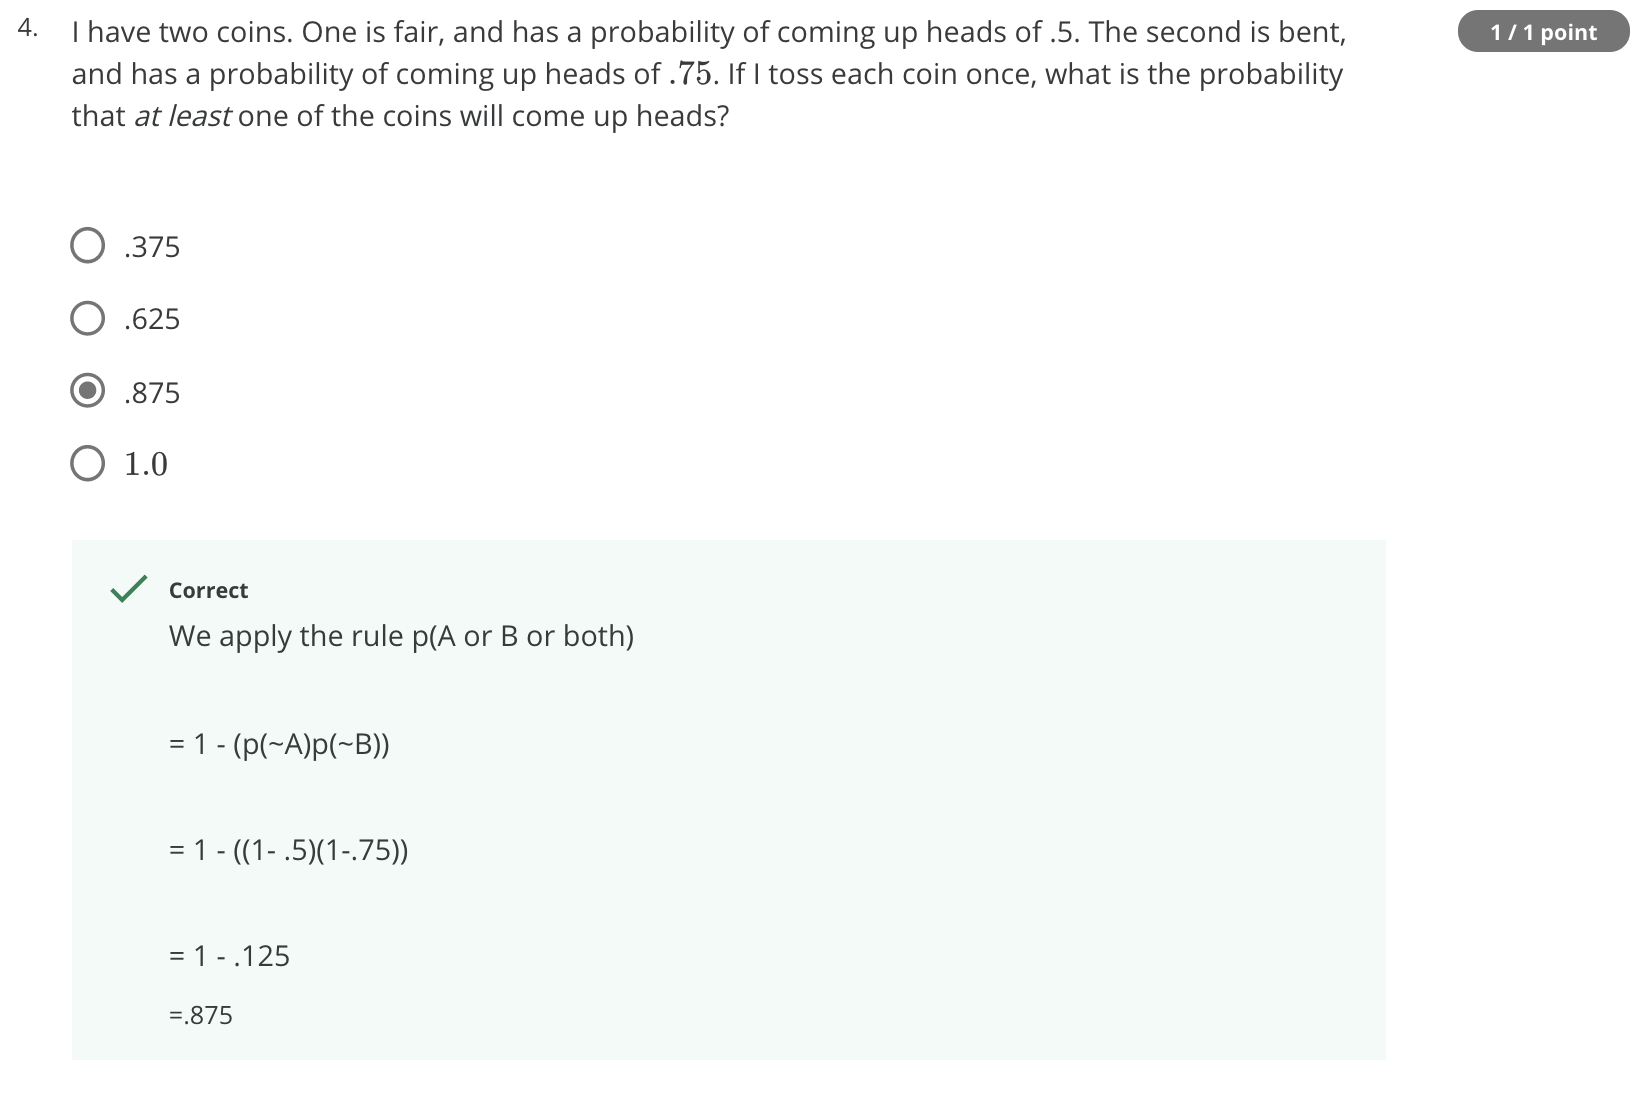 4.
I have two coins. One is fair, and has a probability of coming up heads of .5. The second is bent,
and has a probability of coming up heads of .75. If I toss each coin once, what is the probability
that at least one of the coins will come up heads?
1 / 1 point
.375
.625
.875
1.0
Correct
We apply the rule p(A or B or both)
= 1 - (p(~A)p(~B))
= 1 - ((1- .5)(1-.75))
= 1 - .125
=.875